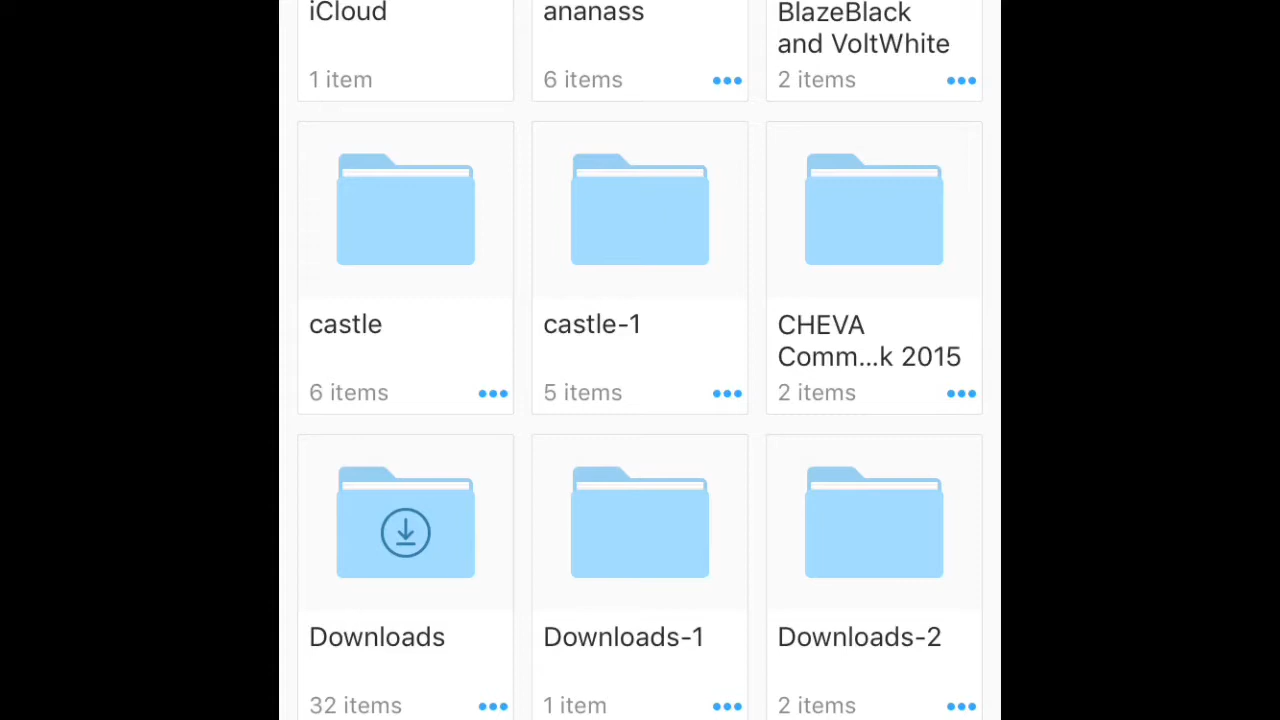 iCloud
1 item
ananass
6 items
BlazeBlack
and VoltWhite
2 items
castle
6 items
castle-1
5 items
CHEVA
Comm...k 2015
2 items
Downloads
32 items
Downloads-1
1 item
Downloads-2
2 items